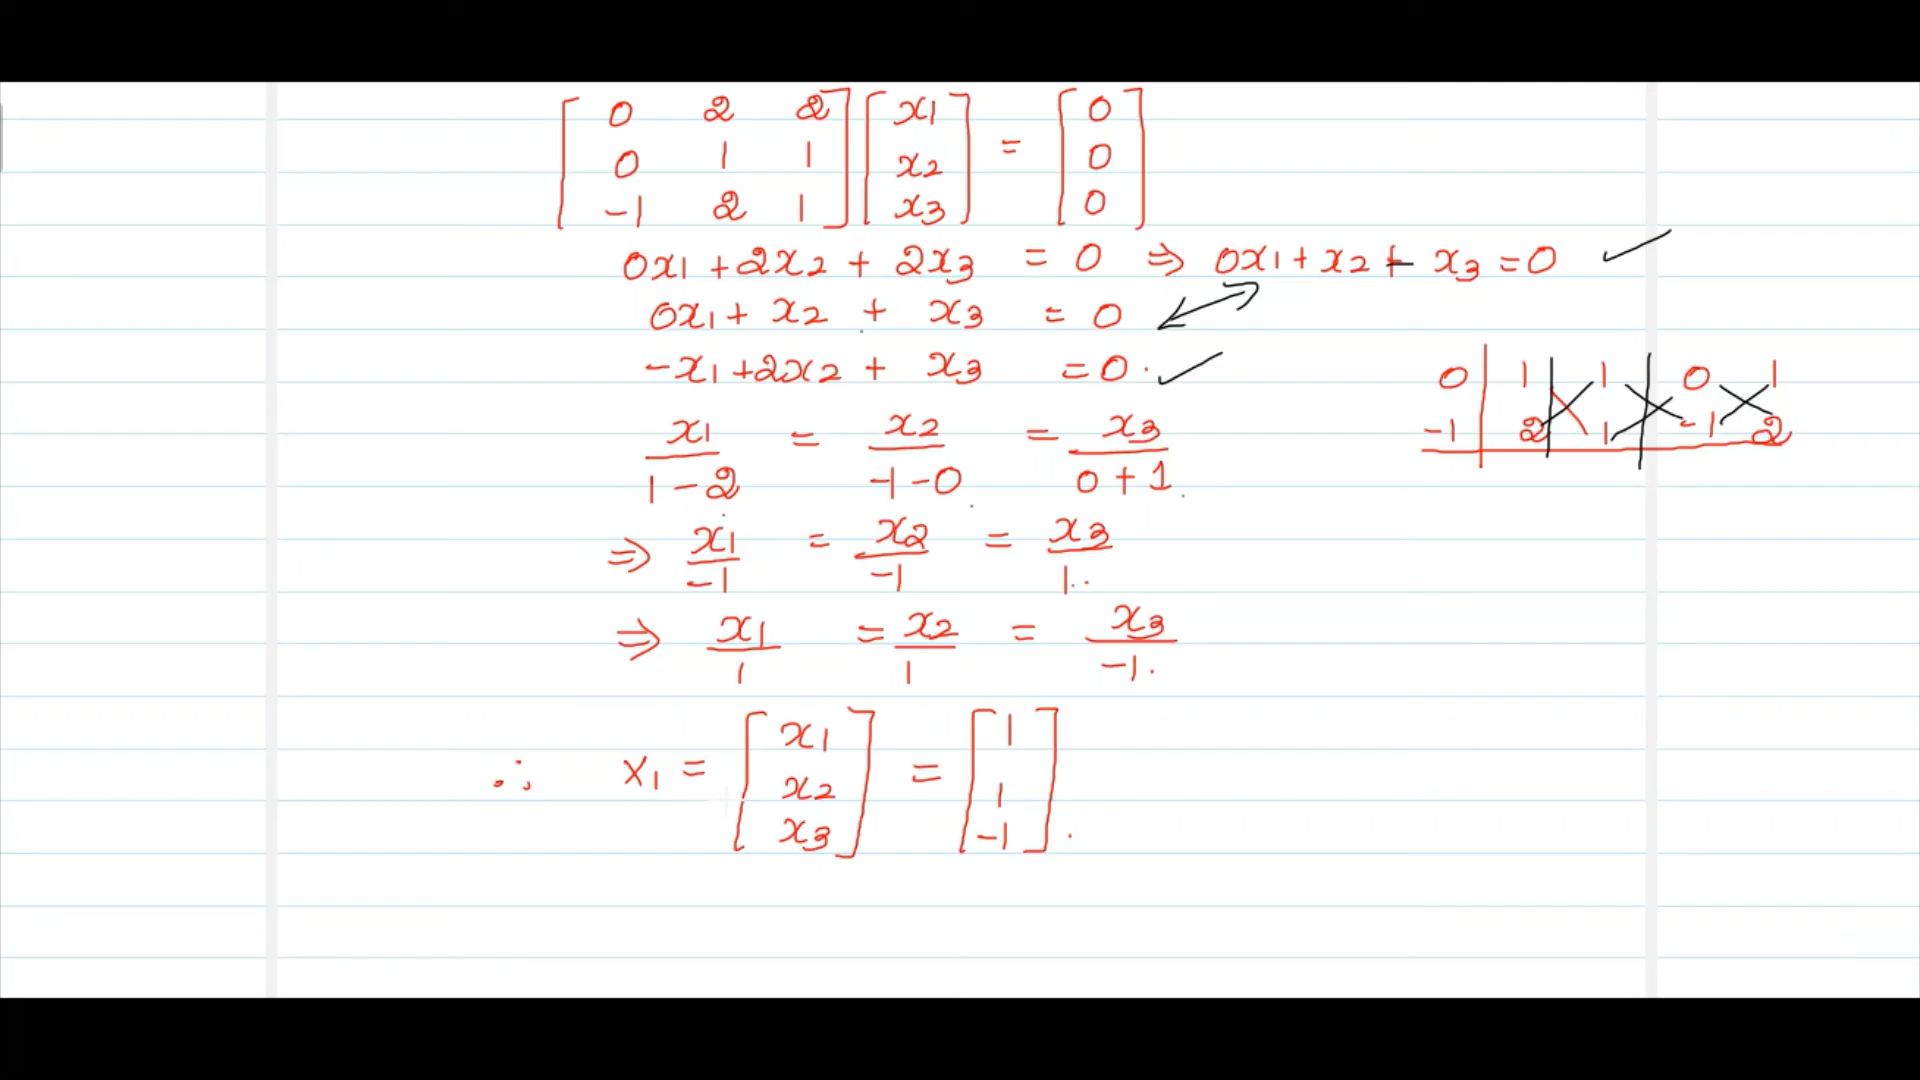 [0 2 2] [x1] = [0]
[0 1 1] [x2] [0]
[-1 2 1] [x3] [0]
0x1 + 2x2 + 2x3 = 0 ⇒ 0x1 + x2 + x3 = 0 ✓
0x1 + x2 + x3 = 0
-x1 + 2x2 + x3 = 0. ✓
0 | 1 1 0 1
-1 | 2 1 -1 2
x1/(1-2) = x2/(-1-0) = x3/(0+1).
⇒ x1/-1 = x2/-1 = x3/1..
⇒ x1/1 = x2/1 = x3/-1.
∴ X1 = [x1] = [1]
[x2] [1]
[x3] [-1].